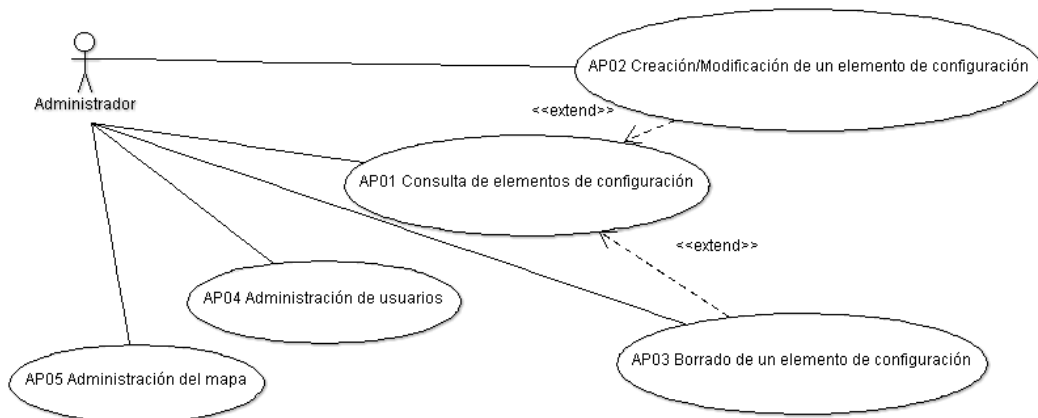 AP02 Creación/Modificación de un elemento de configuración
Administrador
<<extend>>
AP01 Consulta de elementos de configuración
<<extend>>
AP04 Administración de usuarios
AP03 Borrado de un elemento de configuración
AP05 Administración del mapa